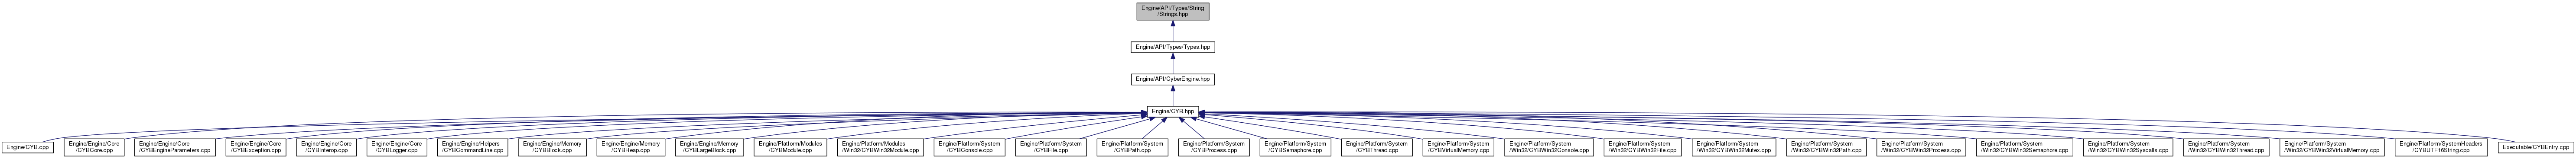 Engine/API/Types/String
/Strings.hpp
Engine/API/Types/Types.hpp
Engine/API/CyberEngine.hpp
Engine/CYB.hpp
Engine/CYB.cpp
Engine/Engine/Core
/CYBCore.cpp
Engine/Engine/Core
/CYBEngineParameters.cpp
Engine/Engine/Core
/CYBException.cpp
Engine/Engine/Core
/CYBInterop.cpp
Engine/Engine/Core
/CYBLogger.cpp
Engine/Engine/Helpers
/CYBCommandLine.cpp
Engine/Engine/Memory
/CYBBlock.cpp
Engine/Engine/Memory
/CYBHeap.cpp
Engine/Engine/Memory
/CYBLargeBlock.cpp
Engine/Platform/Modules
/CYBModule.cpp
Engine/Platform/Modules
/Win32/CYBWin32Module.cpp
Engine/Platform/System
/CYBConsole.cpp
Engine/Platform/System
/CYBFile.cpp
Engine/Platform/System
/CYBPath.cpp
Engine/Platform/System
/CYBProcess.cpp
Engine/Platform/System
/CYBSemaphore.cpp
Engine/Platform/System
/CYBThread.cpp
Engine/Platform/System
/CYBVirtualMemory.cpp
Engine/Platform/System
/Win32/CYBWin32Console.cpp
Engine/Platform/System
/Win32/CYBWin32File.cpp
Engine/Platform/System
/Win32/CYBWin32Mutex.cpp
Engine/Platform/System
/Win32/CYBWin32Path.cpp
Engine/Platform/System
/Win32/CYBWin32Process.cpp
Engine/Platform/System
/Win32/CYBWin32Semaphore.cpp
Engine/Platform/System
/Win32/CYBWin32Syscalls.cpp
Engine/Platform/System
/Win32/CYBWin32Thread.cpp
Engine/Platform/System
/Win32/CYBWin32VirtualMemory.cpp
Engine/Platform/SystemHeaders
/CYBUTF16String.cpp
Executable/CYBEntry.cpp